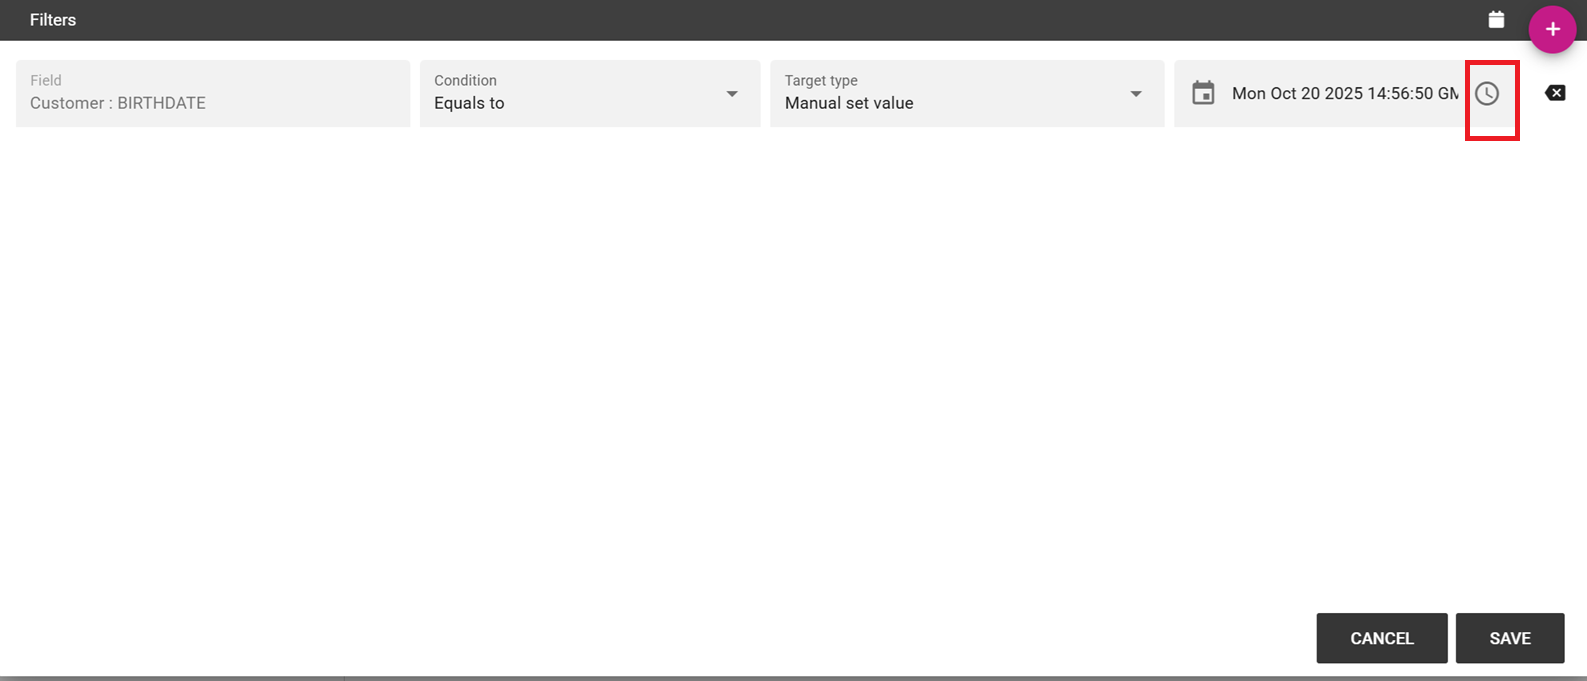 Filters
Field
Customer : BIRTHDATE
Condition
Equals to
Target type
Manual set value
Mon Oct 20 2025 14:56:50 GM
CANCEL
SAVE